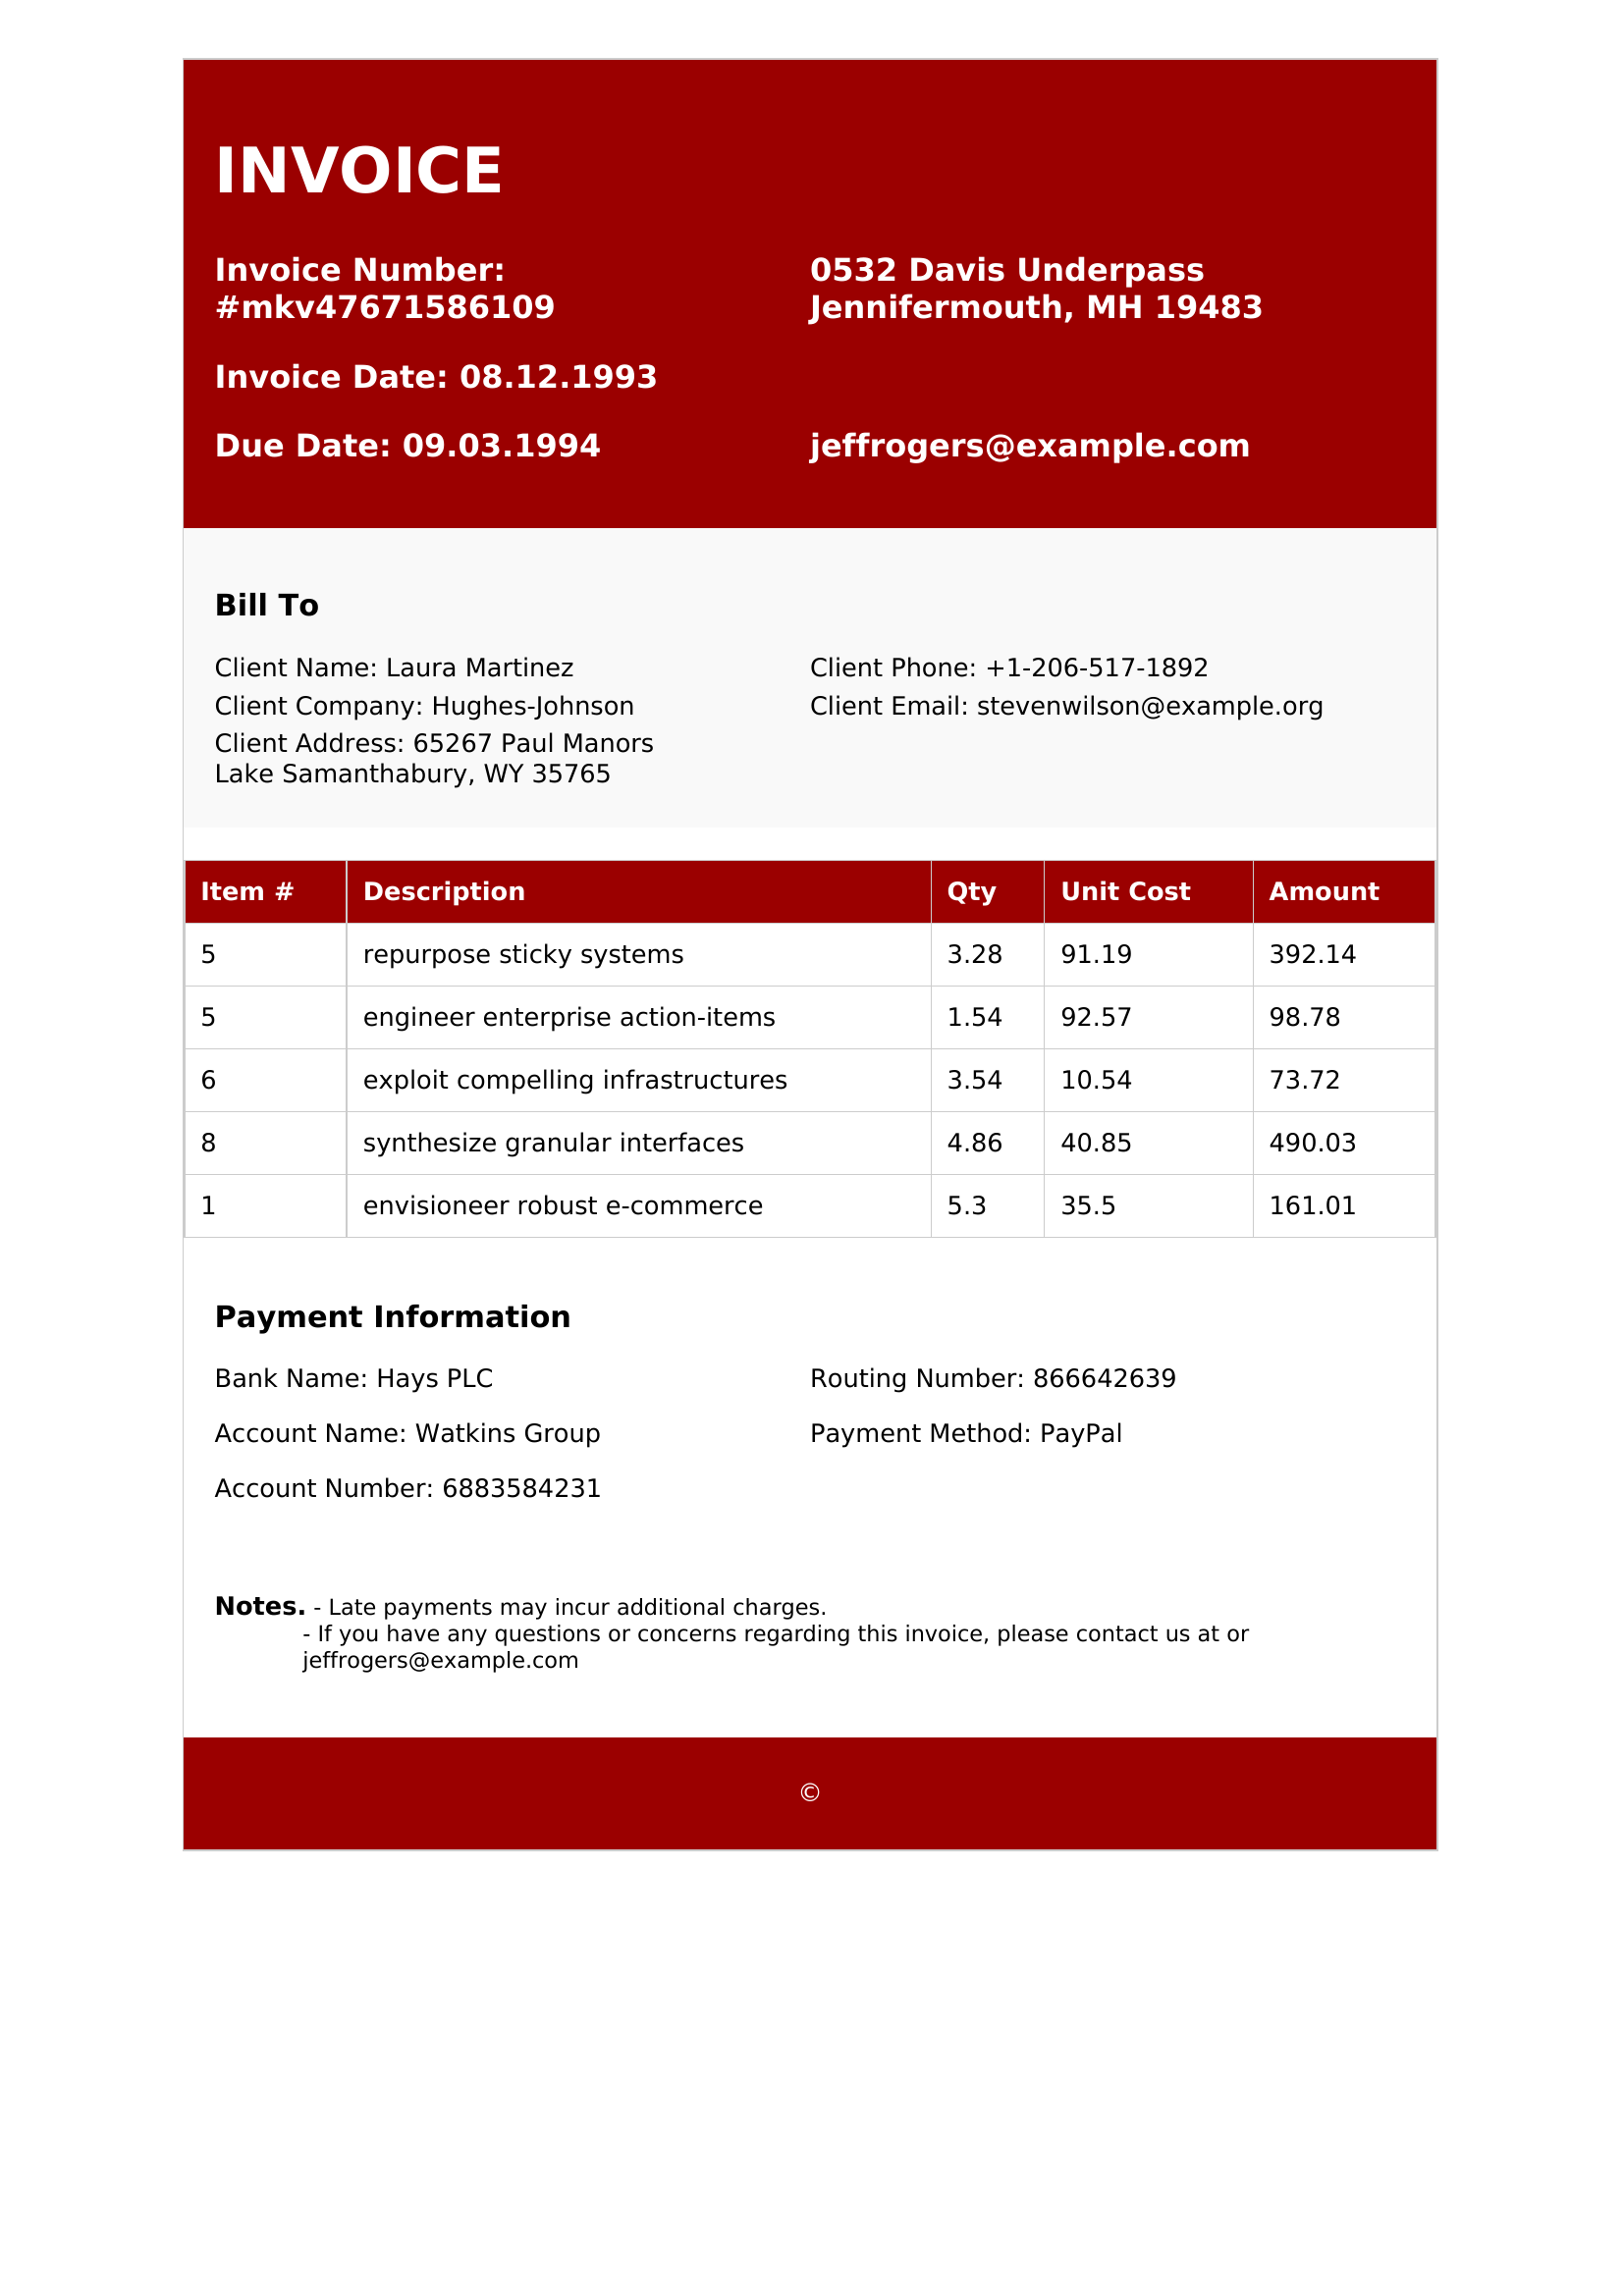 INVOICE
Invoice Number:
#mkv47671586109
0532 Davis Underpass
Jennifermouth, MH 19483
Invoice Date: 08.12.1993
Due Date: 09.03.1994
jeffrogers@example.com
Bill To
Client Name: Laura Martinez
Client Phone: +1-206-517-1892
Client Company: Hughes-Johnson
Client Email: stevenwilson@example.org
Client Address: 65267 Paul Manors
Lake Samanthabury, WY 35765
Item # Description Qty Unit Cost Amount
5 repurpose sticky systems 3.28 91.19 392.14
5 engineer enterprise action-items 1.54 92.57 98.78
6 exploit compelling infrastructures 3.54 10.54 73.72
8 synthesize granular interfaces 4.86 40.85 490.03
1 envisioneer robust e-commerce 5.3 35.5 161.01
Payment Information
Bank Name: Hays PLC
Routing Number: 866642639
Account Name: Watkins Group
Payment Method: PayPal
Account Number: 6883584231
Notes. - Late payments may incur additional charges.
- If you have any questions or concerns regarding this invoice, please contact us at or
jeffrogers@example.com
©